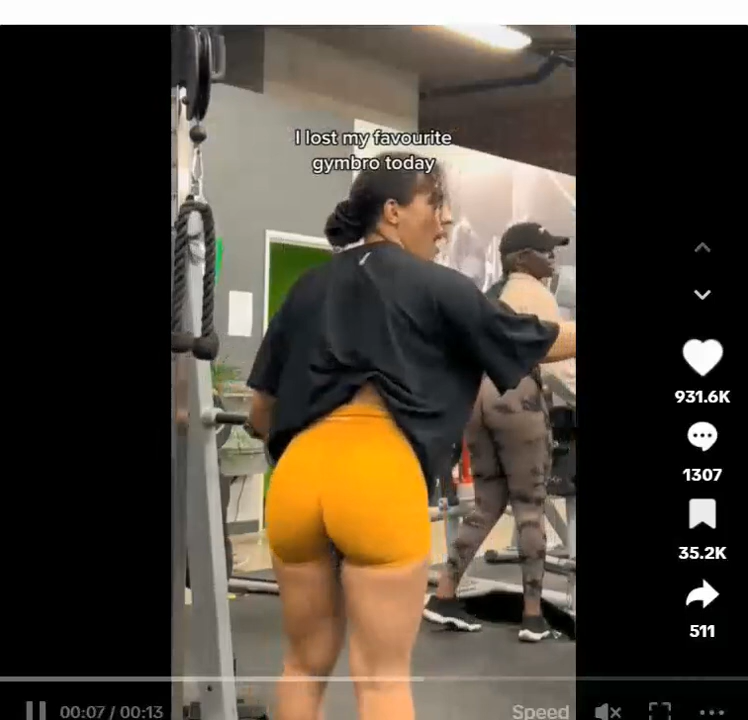 I lost my favourite
gymbro today
931.6K
1307
35.2K
511
00:07 / 00:13
Speed